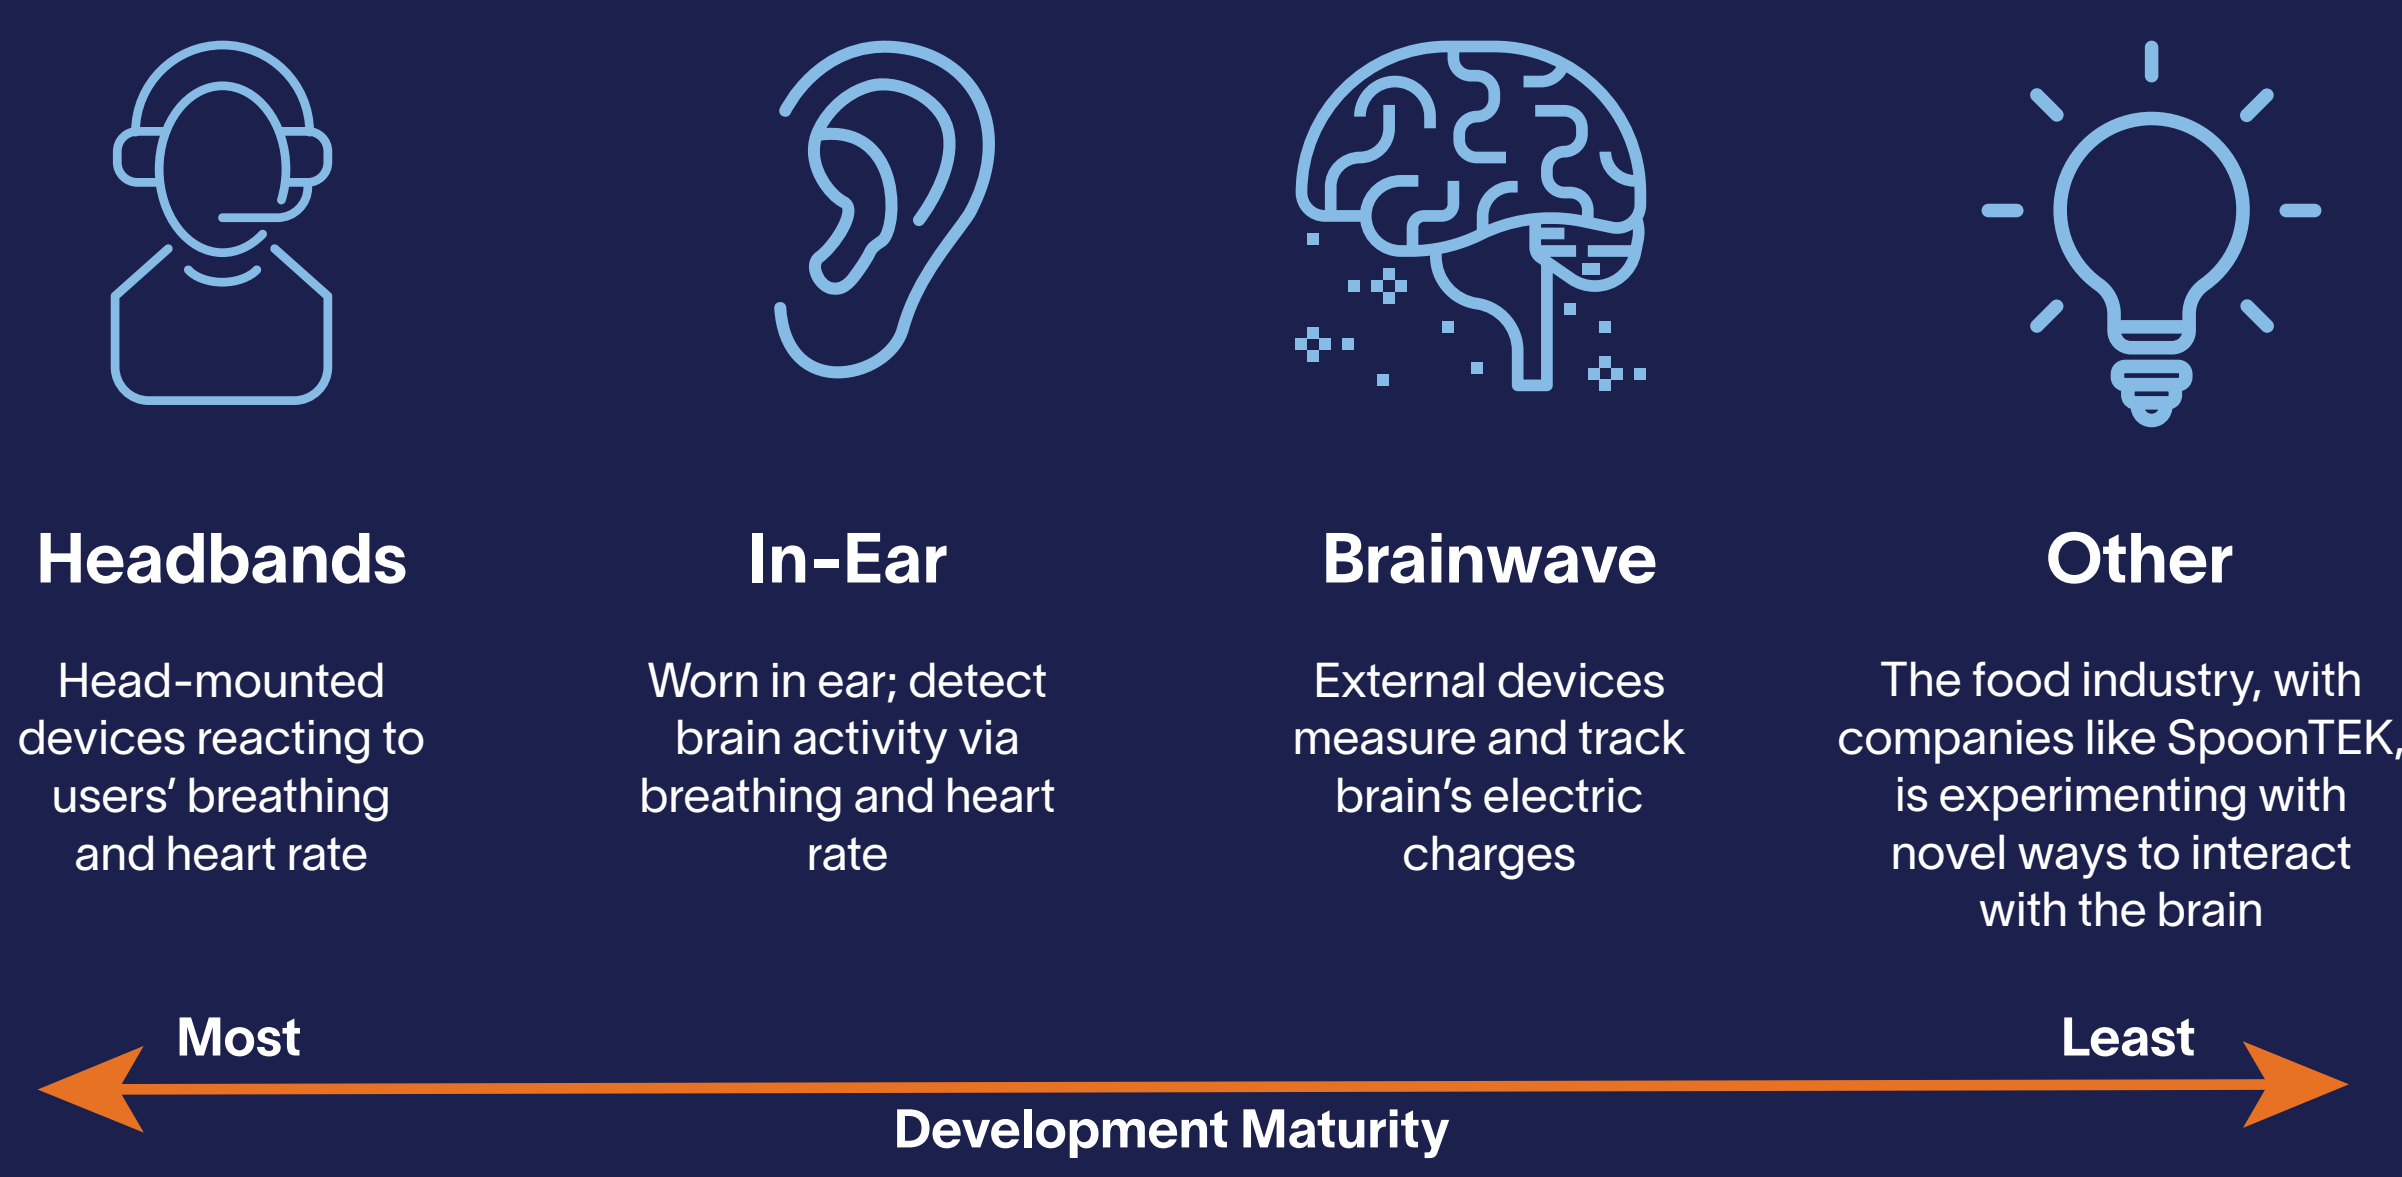 Headbands
Head-mounted
devices reacting to
users’ breathing
and heart rate
In-Ear
Worn in ear; detect
brain activity via
breathing and heart
rate
Brainwave
External devices
measure and track
brain’s electric
charges
Other
The food industry, with
companies like SpoonTEK,
is experimenting with
novel ways to interact
with the brain
Most
Least
Development Maturity